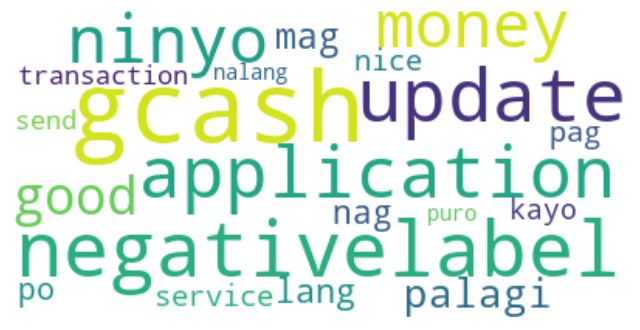 ninyo mag money
transaction nalang nice
send gcash update
pag
application
good nag puro kayo
negativelabel
po service lang palagi